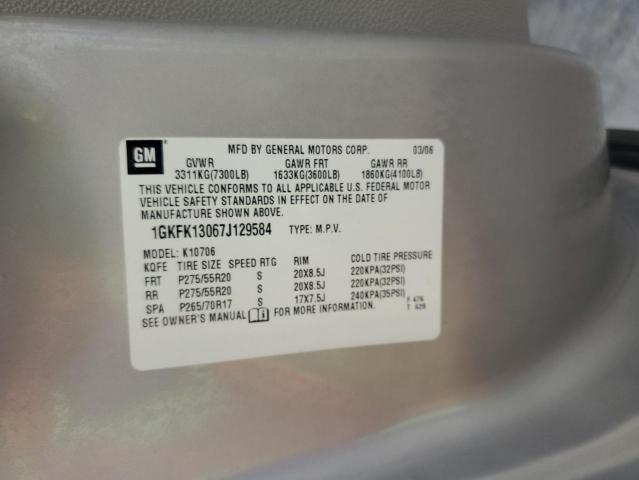 GM
MFD BY GENERAL MOTORS CORP. 03/06
GVWR GAWR FRT GAWR RR
3311KG(7300LB) 1633KG(3600LB) 1860KG(4100LB)
THIS VEHICLE CONFORMS TO ALL APPLICABLE U.S. FEDERAL MOTOR
VEHICLE SAFETY STANDARDS IN EFFECT ON THE DATE OF
MANUFACTURE SHOWN ABOVE.
1GKFK13067J129584 TYPE: M.P.V.
MODEL: K10706
KQFE TIRE SIZE SPEED RTG RIM COLD TIRE PRESSURE
FRT P275/55R20 S 20X8.5J 220KPA(32PSI)
RR P275/55R20 S 20X8.5J 220KPA(32PSI)
SPA P265/70R17 S 17X7.5J 240KPA(35PSI)
SEE OWNER'S MANUAL FOR MORE INFORMATION.
F 476
T 628